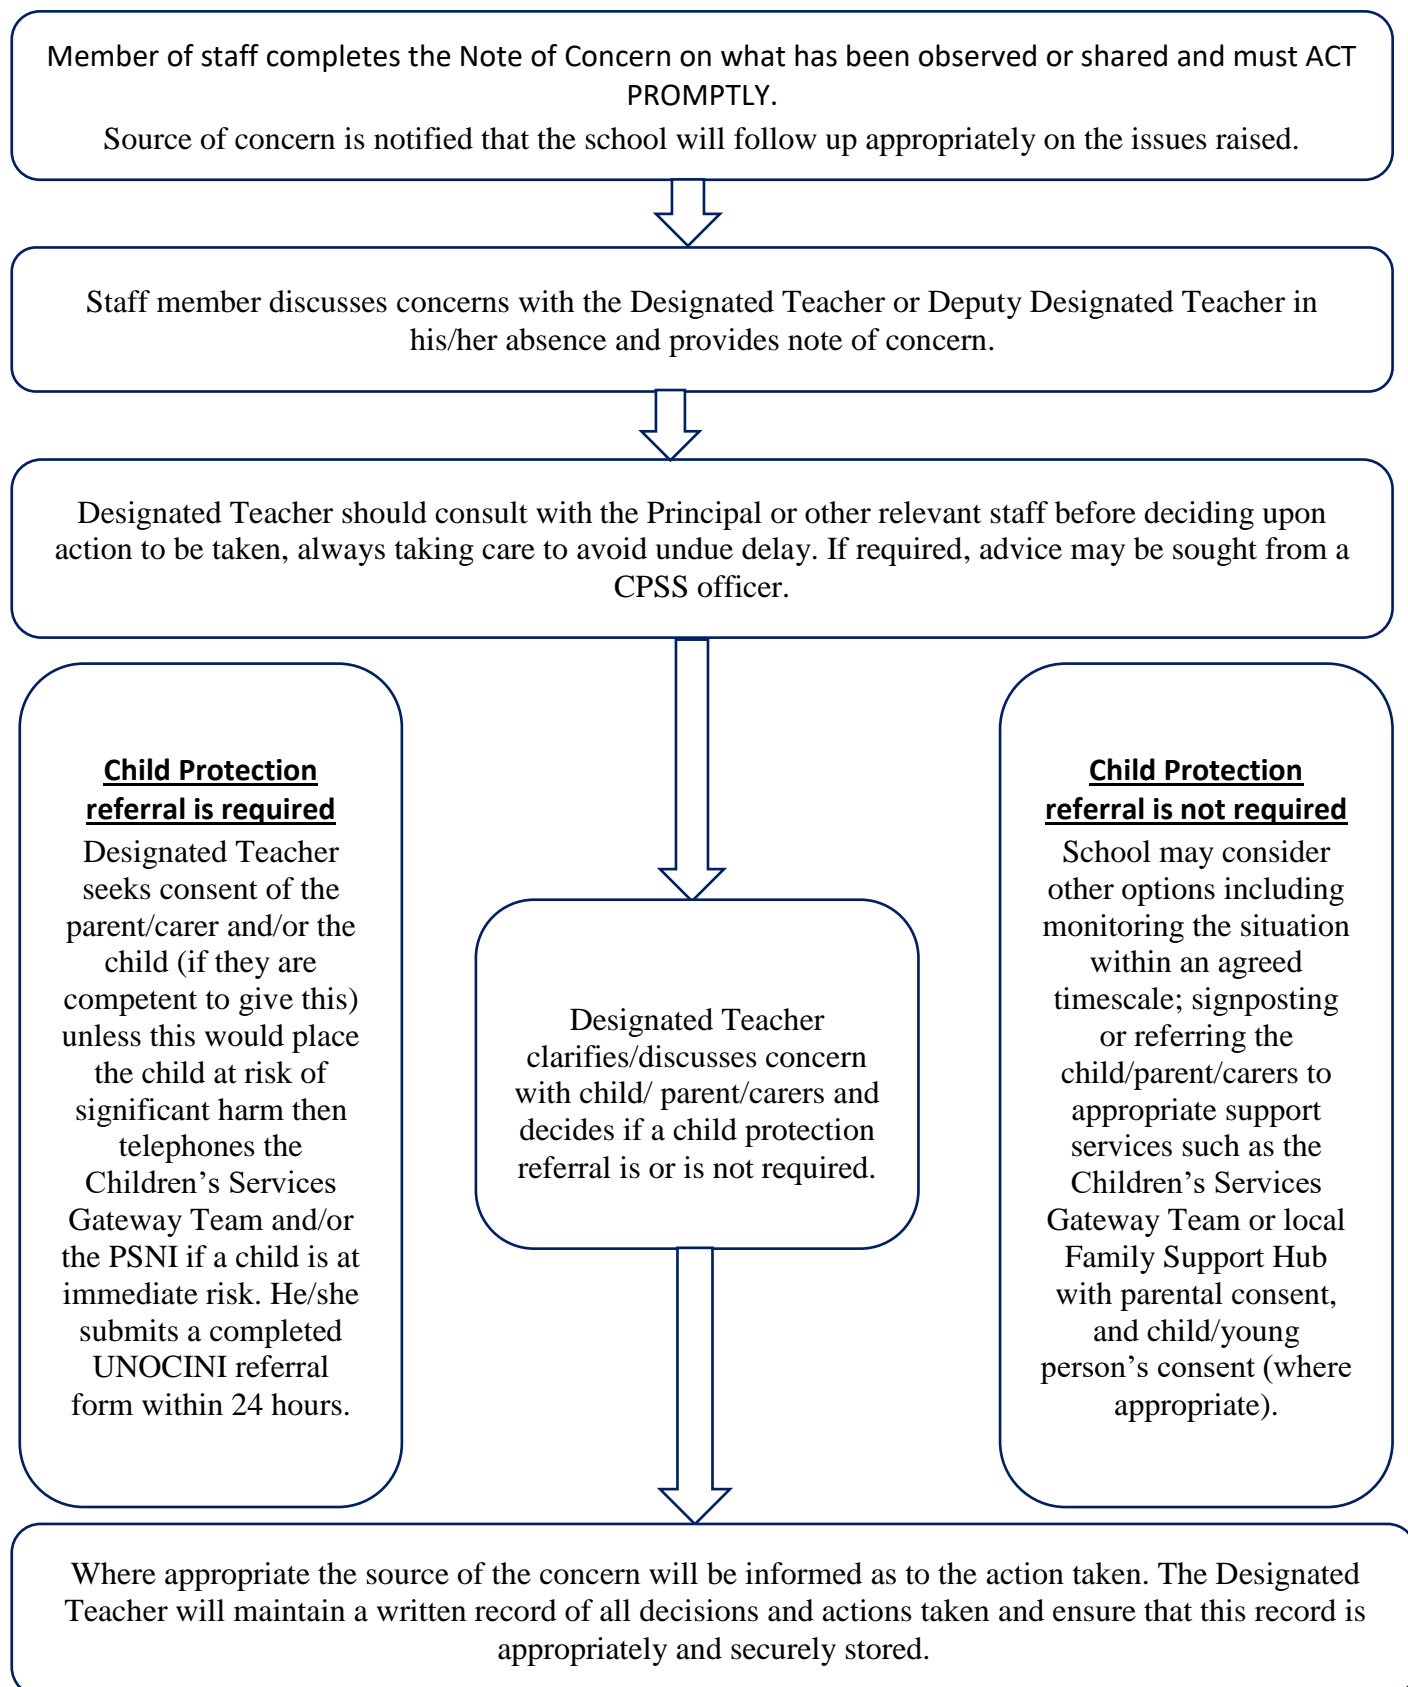 Member of staff completes the Note of Concern on what has been observed or shared and must ACT
PROMPTLY.
Source of concern is notified that the school will follow up appropriately on the issues raised.
Staff member discusses concerns with the Designated Teacher or Deputy Designated Teacher in
his/her absence and provides note of concern.
Designated Teacher should consult with the Principal or other relevant staff before deciding upon
action to be taken, always taking care to avoid undue delay. If required, advice may be sought from a
CPSS officer.
Child Protection
referral is required
Designated Teacher
seeks consent of the
parent/carer and/or the
child (if they are
competent to give this)
unless this would place
the child at risk of
significant harm then
telephones the
Children’s Services
Gateway Team and/or
the PSNI if a child is at
immediate risk. He/she
submits a completed
UNOCINI referral
form within 24 hours.
Designated Teacher
clarifies/discusses concern
with child/ parent/carers and
decides if a child protection
referral is or is not required.
Child Protection
referral is not required
School may consider
other options including
monitoring the situation
within an agreed
timescale; signposting
or referring the
child/parent/carers to
appropriate support
services such as the
Children’s Services
Gateway Team or local
Family Support Hub
with parental consent,
and child/young
person’s consent (where
appropriate).
Where appropriate the source of the concern will be informed as to the action taken. The Designated
Teacher will maintain a written record of all decisions and actions taken and ensure that this record is
appropriately and securely stored.